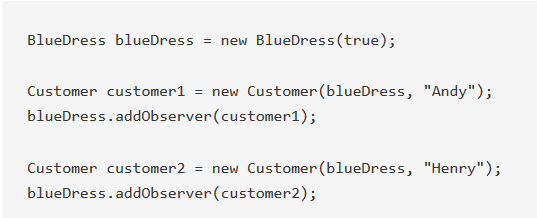 BlueDress blueDress = new BlueDress(true);
Customer customer1 = new Customer(blueDress, "Andy");
blueDress.addObserver(customer1);
Customer customer2 = new Customer(blueDress, "Henry");
blueDress.addObserver(customer2);